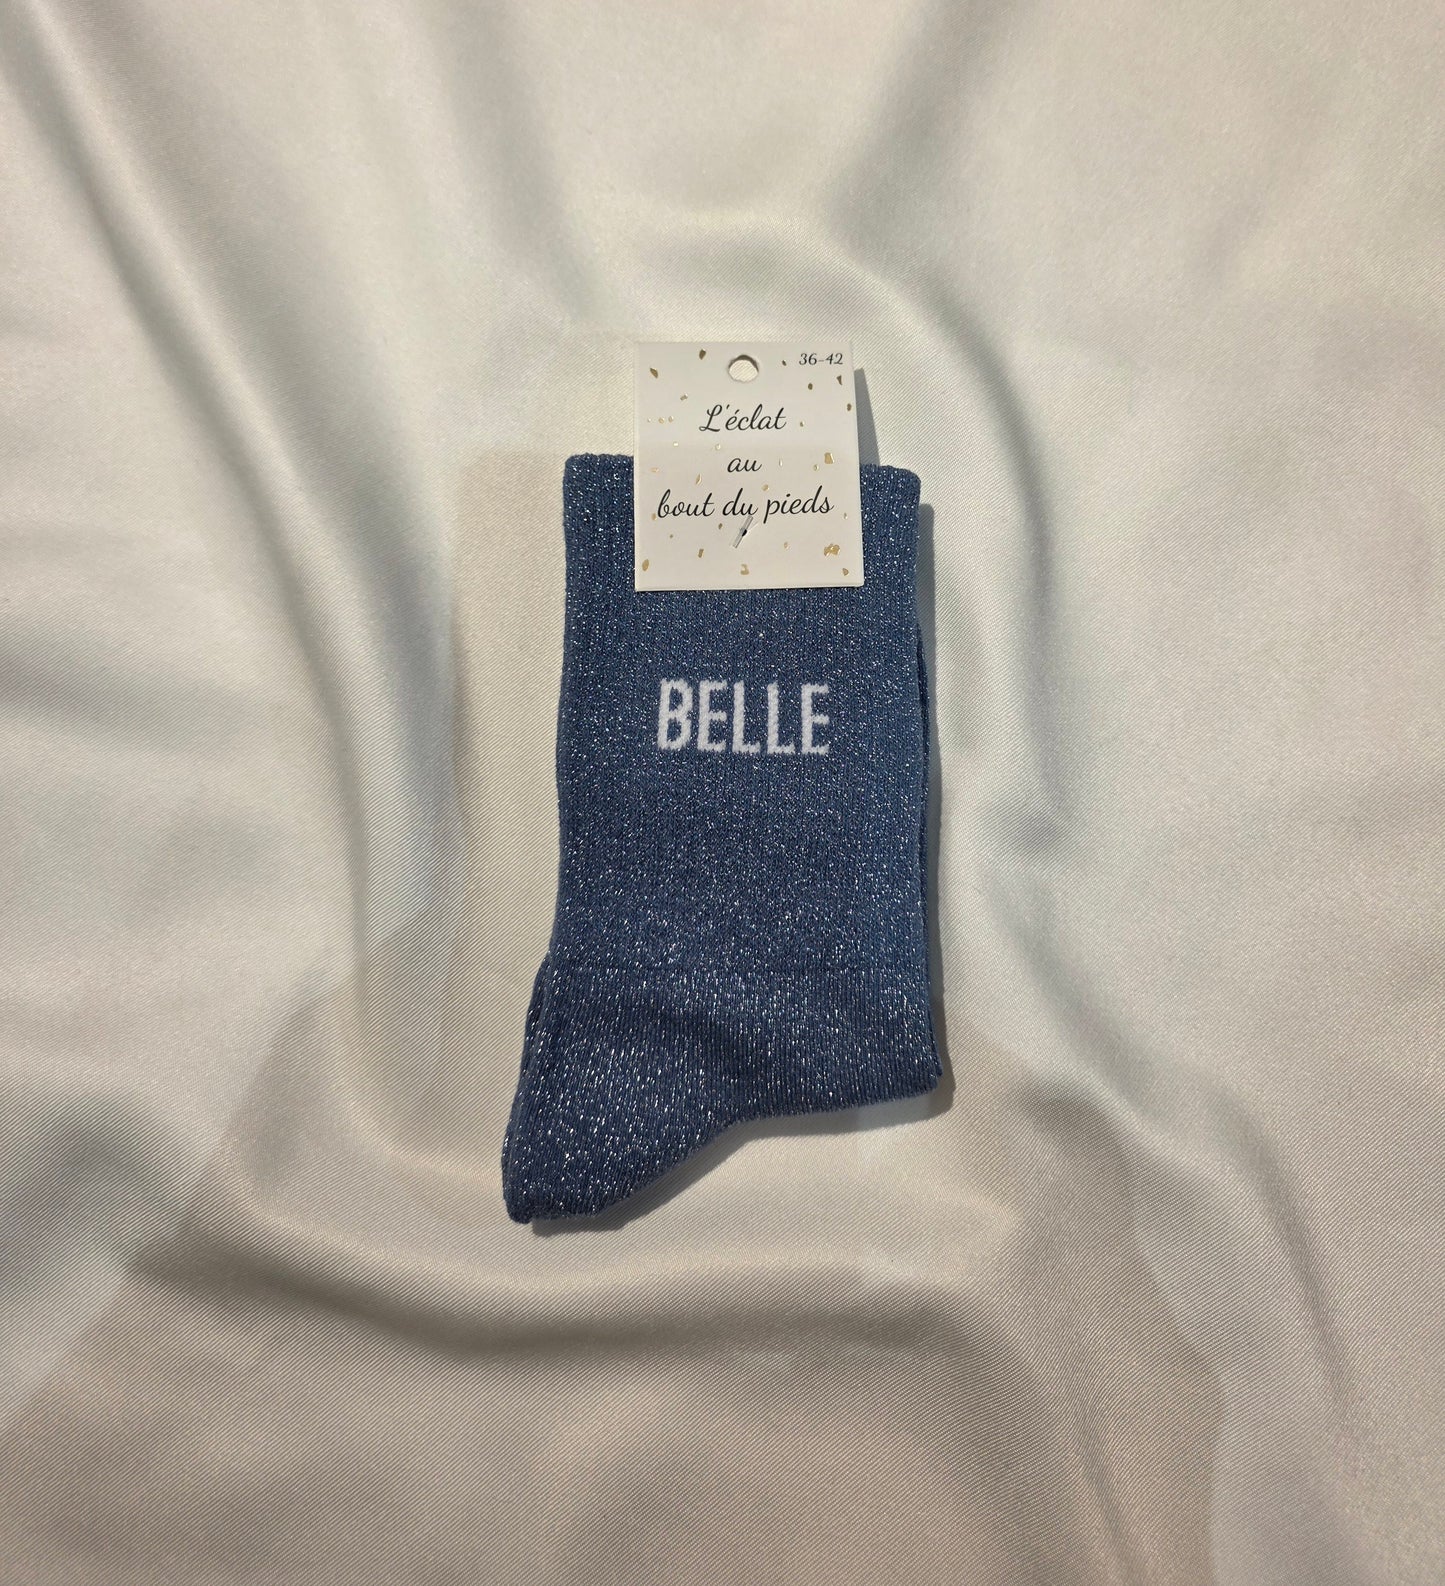 36-42
L'éclat
au
bout du pieds
BELLE